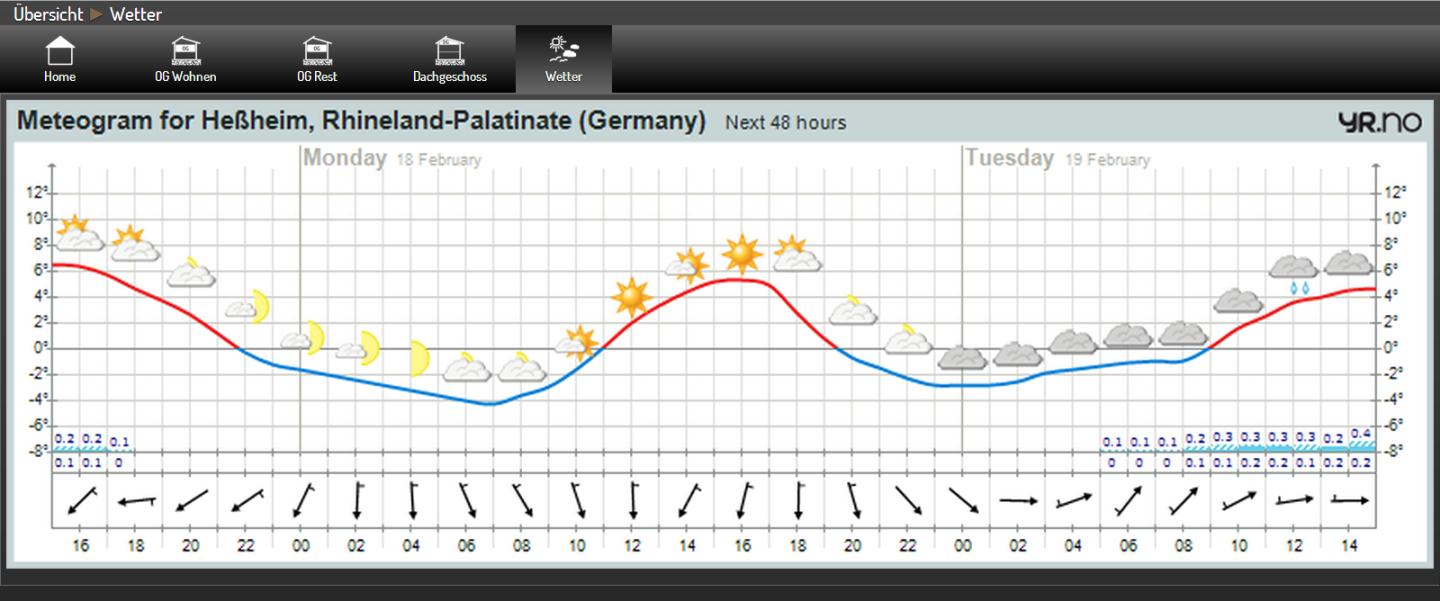 Übersicht Wetter
Home OG Wohnen OG Rest Dachgeschoss Wetter
Meteogram for Heßheim, Rhineland-Palatinate (Germany) Next 48 hours YR.no
Monday 18 February Tuesday 19 February
12° 12°
10° 10°
8° 8°
6° 6°
4° 4°
2° 2°
0° 0°
-2° -2°
-4° -4°
-6° -6°
0.2 0.2 0.1 0.1 0.1 0.1 0.2 0.3 0.3 0.3 0.3 0.2 0.4
-8° -8°
0.1 0.1 0 0 0 0 0.1 0.1 0.2 0.2 0.1 0.2 0.2
16 18 20 22 00 02 04 06 08 10 12 14 16 18 20 22 00 02 04 06 08 10 12 14